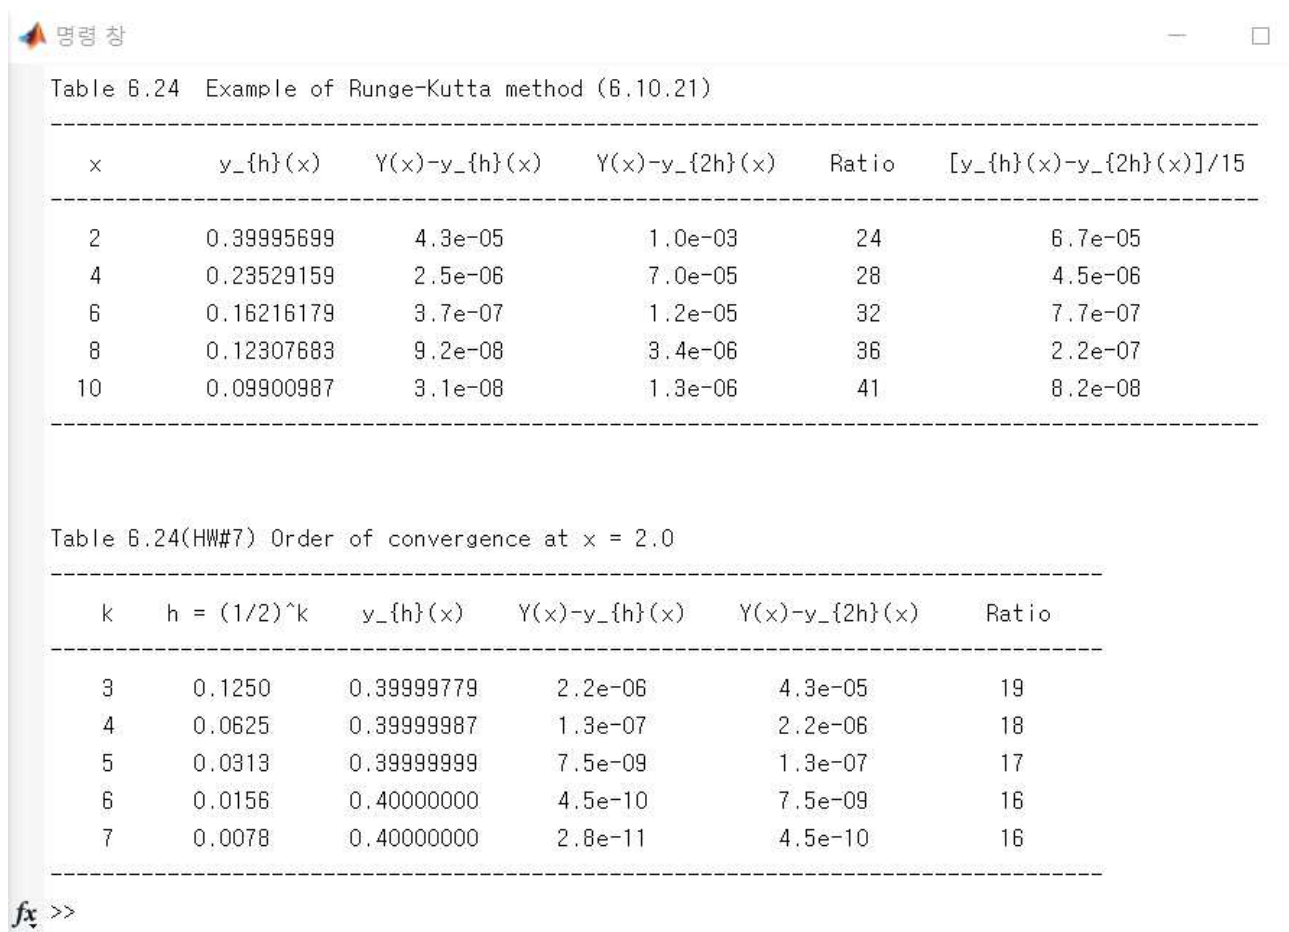 명령 창
Table 6.24 Example of Runge-Kutta method (6.10.21)
--------------------------------------------------------------------------------------------
x y_{h}(x) Y(x)-y_{h}(x) Y(x)-y_{2h}(x) Ratio [y_{h}(x)-y_{2h}(x)]/15
--------------------------------------------------------------------------------------------
2 0.39995699 4.3e-05 1.0e-03 24 6.7e-05
4 0.23529159 2.5e-06 7.0e-05 28 4.5e-06
6 0.16216179 3.7e-07 1.2e-05 32 7.7e-07
8 0.12307683 9.2e-08 3.4e-06 36 2.2e-07
10 0.09900987 3.1e-08 1.3e-06 41 8.2e-08
--------------------------------------------------------------------------------------------
Table 6.24(HW#7) Order of convergence at x = 2.0
--------------------------------------------------------------------------------
k h = (1/2)^k y_{h}(x) Y(x)-y_{h}(x) Y(x)-y_{2h}(x) Ratio
--------------------------------------------------------------------------------
3 0.1250 0.39999779 2.2e-06 4.3e-05 19
4 0.0625 0.39999987 1.3e-07 2.2e-06 18
5 0.0313 0.39999999 7.5e-09 1.3e-07 17
6 0.0156 0.40000000 4.5e-10 7.5e-09 16
7 0.0078 0.40000000 2.8e-11 4.5e-10 16
--------------------------------------------------------------------------------
fx >>